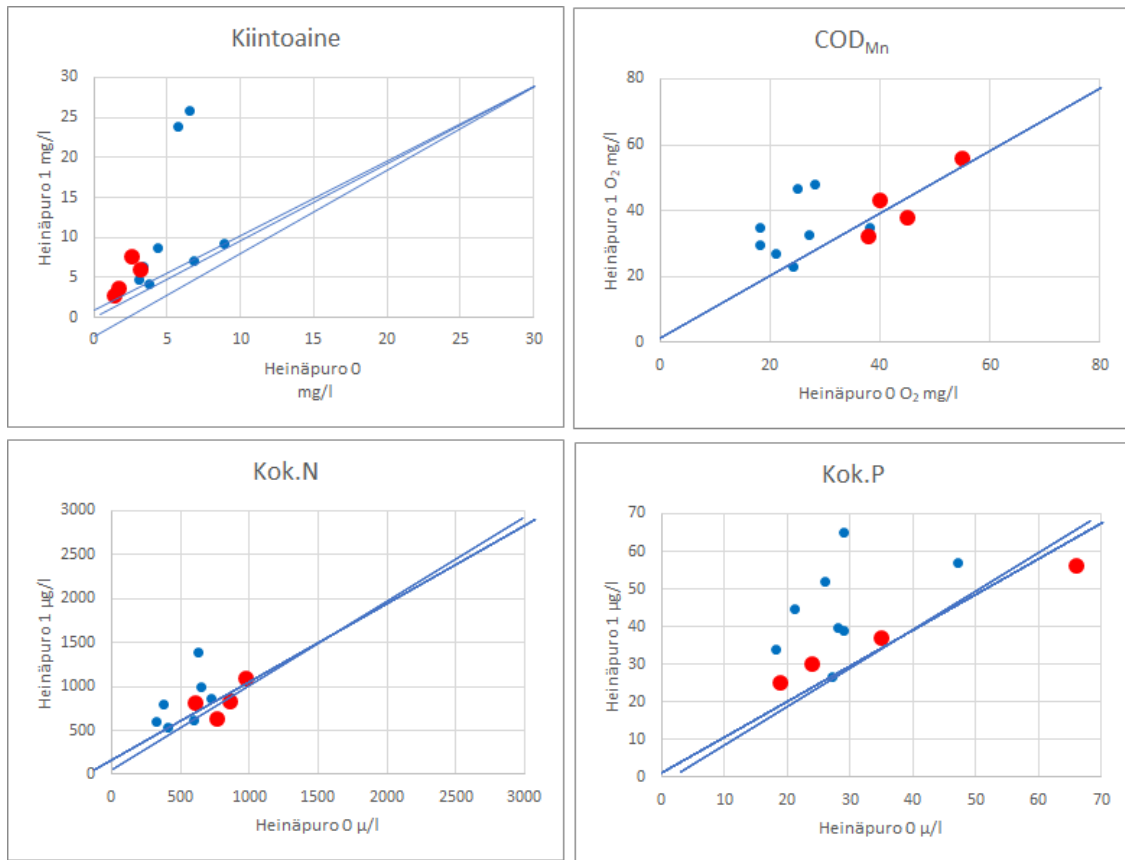 Kiintoaine
30
25
20
15
10
5
0
Heinäpuro 1 mg/l
0 5 10 15 20 25 30
Heinäpuro 0
mg/l
COD_Mn
80
60
40
20
0
Heinäpuro 1 O₂ mg/l
0 20 40 60 80
Heinäpuro 0 O₂ mg/l
Kok.N
3000
2500
2000
1500
1000
500
0
Heinäpuro 1 µg/l
0 500 1000 1500 2000 2500 3000
Heinäpuro 0 µ/l
Kok.P
70
60
50
40
30
20
10
0
Heinäpuro 1 µg/l
0 10 20 30 40 50 60 70
Heinäpuro 0 µ/l